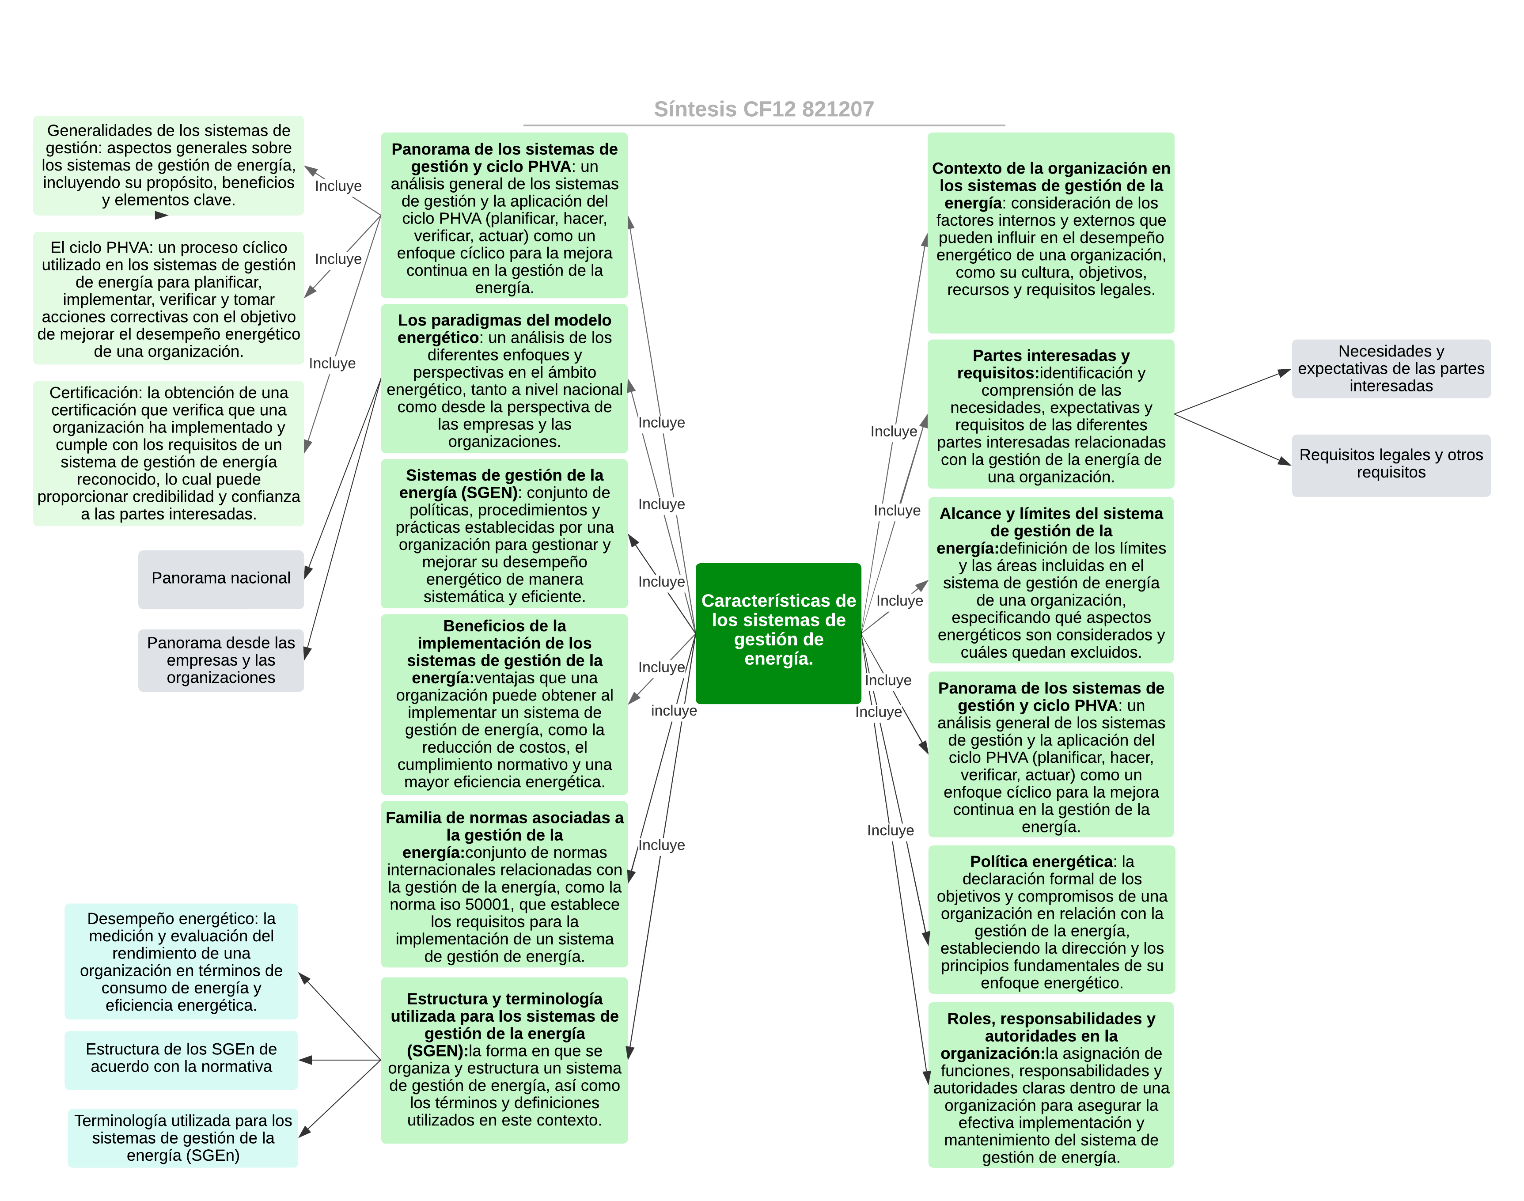 Síntesis CF12 821207
Generalidades de los sistemas de
gestión: aspectos generales sobre
los sistemas de gestión de energía,
incluyendo su propósito, beneficios
y elementos clave.
El ciclo PHVA: un proceso cíclico
utilizado en los sistemas de gestión
de energía para planificar,
implementar, verificar y tomar
acciones correctivas con el objetivo
de mejorar el desempeño energético
de una organización.
Certificación: la obtención de una
certificación que verifica que una
organización ha implementado y
cumple con los requisitos de un
sistema de gestión de energía
reconocido, lo cual puede
proporcionar credibilidad y confianza
a las partes interesadas.
Panorama nacional
Panorama desde las
empresas y las
organizaciones
Desempeño energético: la
medición y evaluación del
rendimiento de una
organización en términos de
consumo de energía y
eficiencia energética.
Estructura de los SGEn de
acuerdo con la normativa
Terminología utilizada para los
sistemas de gestión de la
energía (SGEn)
Incluye
Incluye
Incluye
Panorama de los sistemas de
gestión y ciclo PHVA: un
análisis general de los sistemas
de gestión y la aplicación del
ciclo PHVA (planificar, hacer,
verificar, actuar) como un
enfoque cíclico para la mejora
continua en la gestión de la
energía.
Los paradigmas del modelo
energético: un análisis de los
diferentes enfoques y
perspectivas en el ámbito
energético, tanto a nivel nacional
como desde la perspectiva de
las empresas y las
organizaciones.
Sistemas de gestión de la
energía (SGEN): conjunto de
políticas, procedimientos y
prácticas establecidas por una
organización para gestionar y
mejorar su desempeño
energético de manera
sistemática y eficiente.
Beneficios de la
implementación de los
sistemas de gestión de la
energía:ventajas que una
organización puede obtener al
implementar un sistema de
gestión de energía, como la
reducción de costos, el
cumplimiento normativo y una
mayor eficiencia energética.
Familia de normas asociadas a
la gestión de la
energía:conjunto de normas
internacionales relacionadas con
la gestión de la energía, como la
norma iso 50001, que establece
los requisitos para la
implementación de un sistema
de gestión de energía.
Estructura y terminología
utilizada para los sistemas de
gestión de la energía
(SGEN):la forma en que se
organiza y estructura un sistema
de gestión de energía, así como
los términos y definiciones
utilizados en este contexto.
Incluye
Incluye
Incluye
Incluye
incluye
Incluye
Características de
los sistemas de
gestión de
energía.
Incluye
Incluye
Incluye
Incluye
Incluye
Incluye
Contexto de la organización en
los sistemas de gestión de la
energía: consideración de los
factores internos y externos que
pueden influir en el desempeño
energético de una organización,
como su cultura, objetivos,
recursos y requisitos legales.
Partes interesadas y
requisitos:identificación y
comprensión de las
necesidades, expectativas y
requisitos de las diferentes
partes interesadas relacionadas
con la gestión de la energía de
una organización.
Alcance y límites del sistema
de gestión de la
energía:definición de los límites
y las áreas incluidas en el
sistema de gestión de energía
de una organización,
especificando qué aspectos
energéticos son considerados y
cuáles quedan excluidos.
Panorama de los sistemas de
gestión y ciclo PHVA: un
análisis general de los sistemas
de gestión y la aplicación del
ciclo PHVA (planificar, hacer,
verificar, actuar) como un
enfoque cíclico para la mejora
continua en la gestión de la
energía.
Política energética: la
declaración formal de los
objetivos y compromisos de una
organización en relación con la
gestión de la energía,
estableciendo la dirección y los
principios fundamentales de su
enfoque energético.
Roles, responsabilidades y
autoridades en la
organización:la asignación de
funciones, responsabilidades y
autoridades claras dentro de una
organización para asegurar la
efectiva implementación y
mantenimiento del sistema de
gestión de energía.
Necesidades y
expectativas de las partes
interesadas
Requisitos legales y otros
requisitos